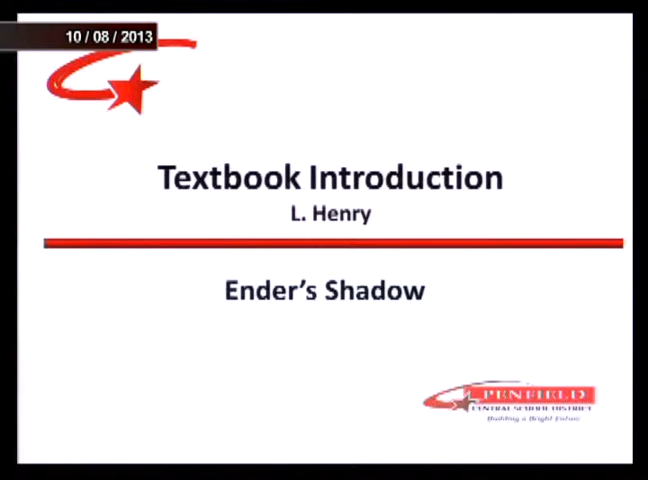 10 / 08 / 2013
Textbook Introduction
L. Henry
Ender's Shadow
PENFIELD
CENTRAL SCHOOL DISTRICT
Building a Bright Future